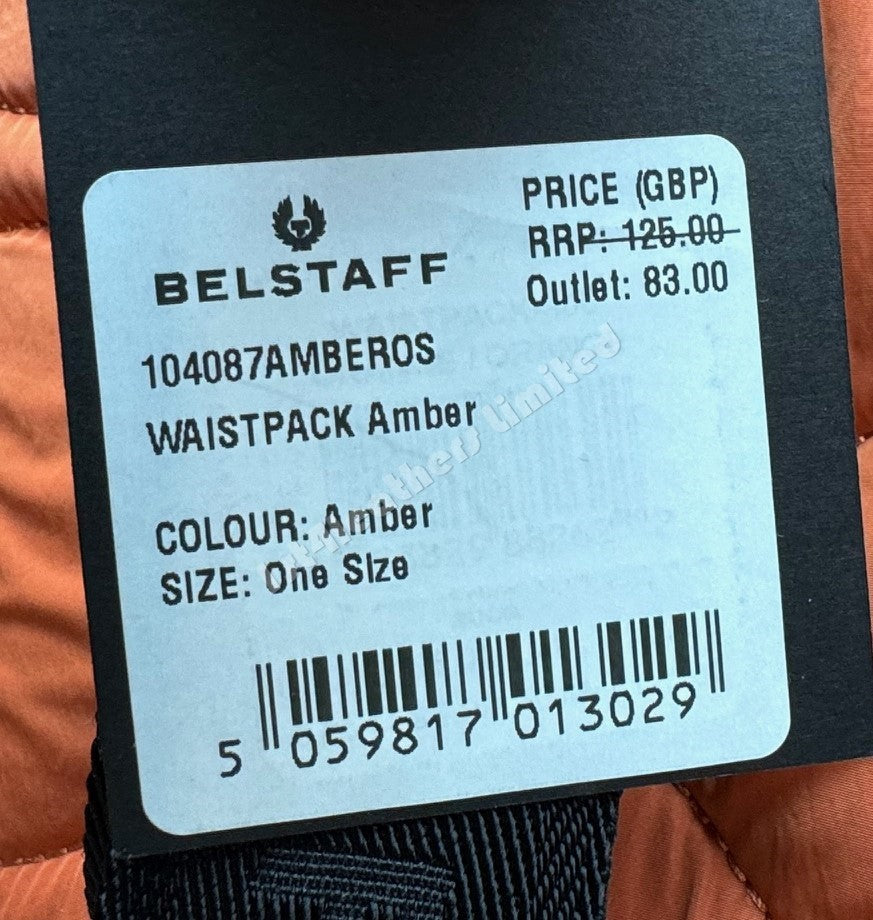 BELSTAFF
PRICE (GBP)
RRP: 125.00
Outlet: 83.00
104087AMBEROS
WAISTPACK Amber
COLOUR: Amber
SIZE: One Size
5 059817 013029
Limited